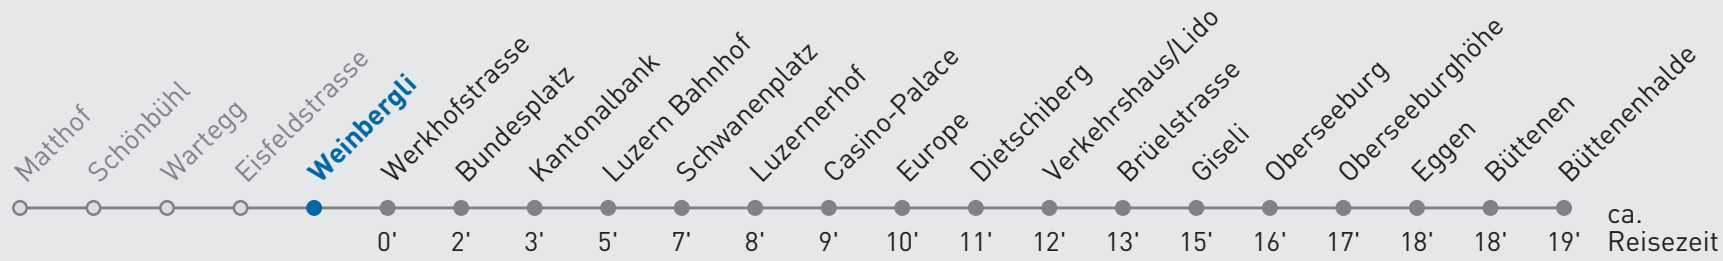 Matthof
Schönbühl
Wartegg
Eisfeldstrasse
Weinbergli
Werkhofstrasse
Bundesplatz
Kantonalbank
Luzern Bahnhof
Schwanenplatz
Luzernerhof
Casino-Palace
Europe
Dietschiberg
Verkehrshaus/Lido
Brüelstrasse
Giseli
Oberseeburg
Oberseeburghöhe
Eggen
Büttenen
Büttenenhalde
0' 2' 3' 5' 7' 8' 9' 10' 11' 12' 13' 15' 16' 17' 18' 18' 19'
ca.
Reisezeit